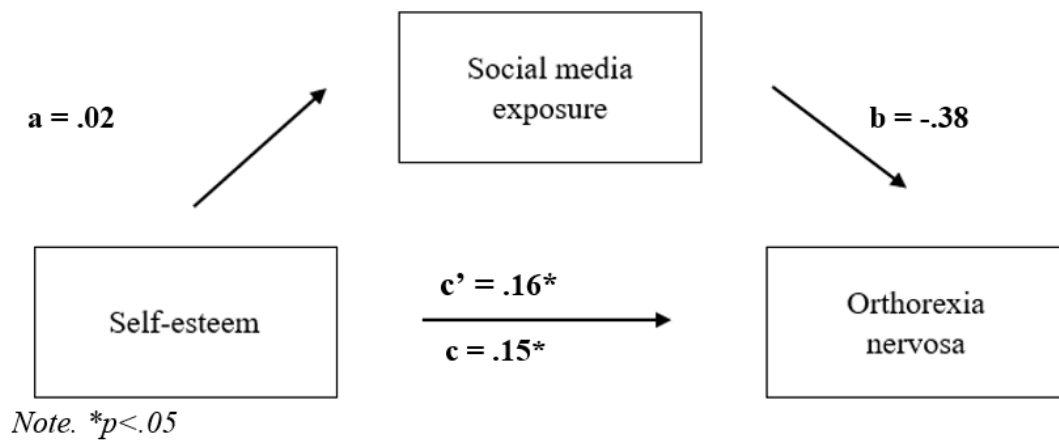 Social media
exposure
a = .02
b = -.38
Self-esteem
c’ = .16*
c = .15*
Orthorexia
nervosa
Note. *p<.05